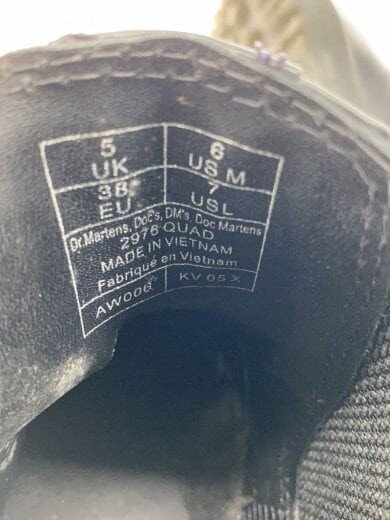 5 6
UK US M
38 7
EU USL
Dr.Martens, Doc's, DM's, Doc Martens
2976 QUAD
MADE IN VIETNAM
Fabriqué en Vietnam
AW006 KV 05 X